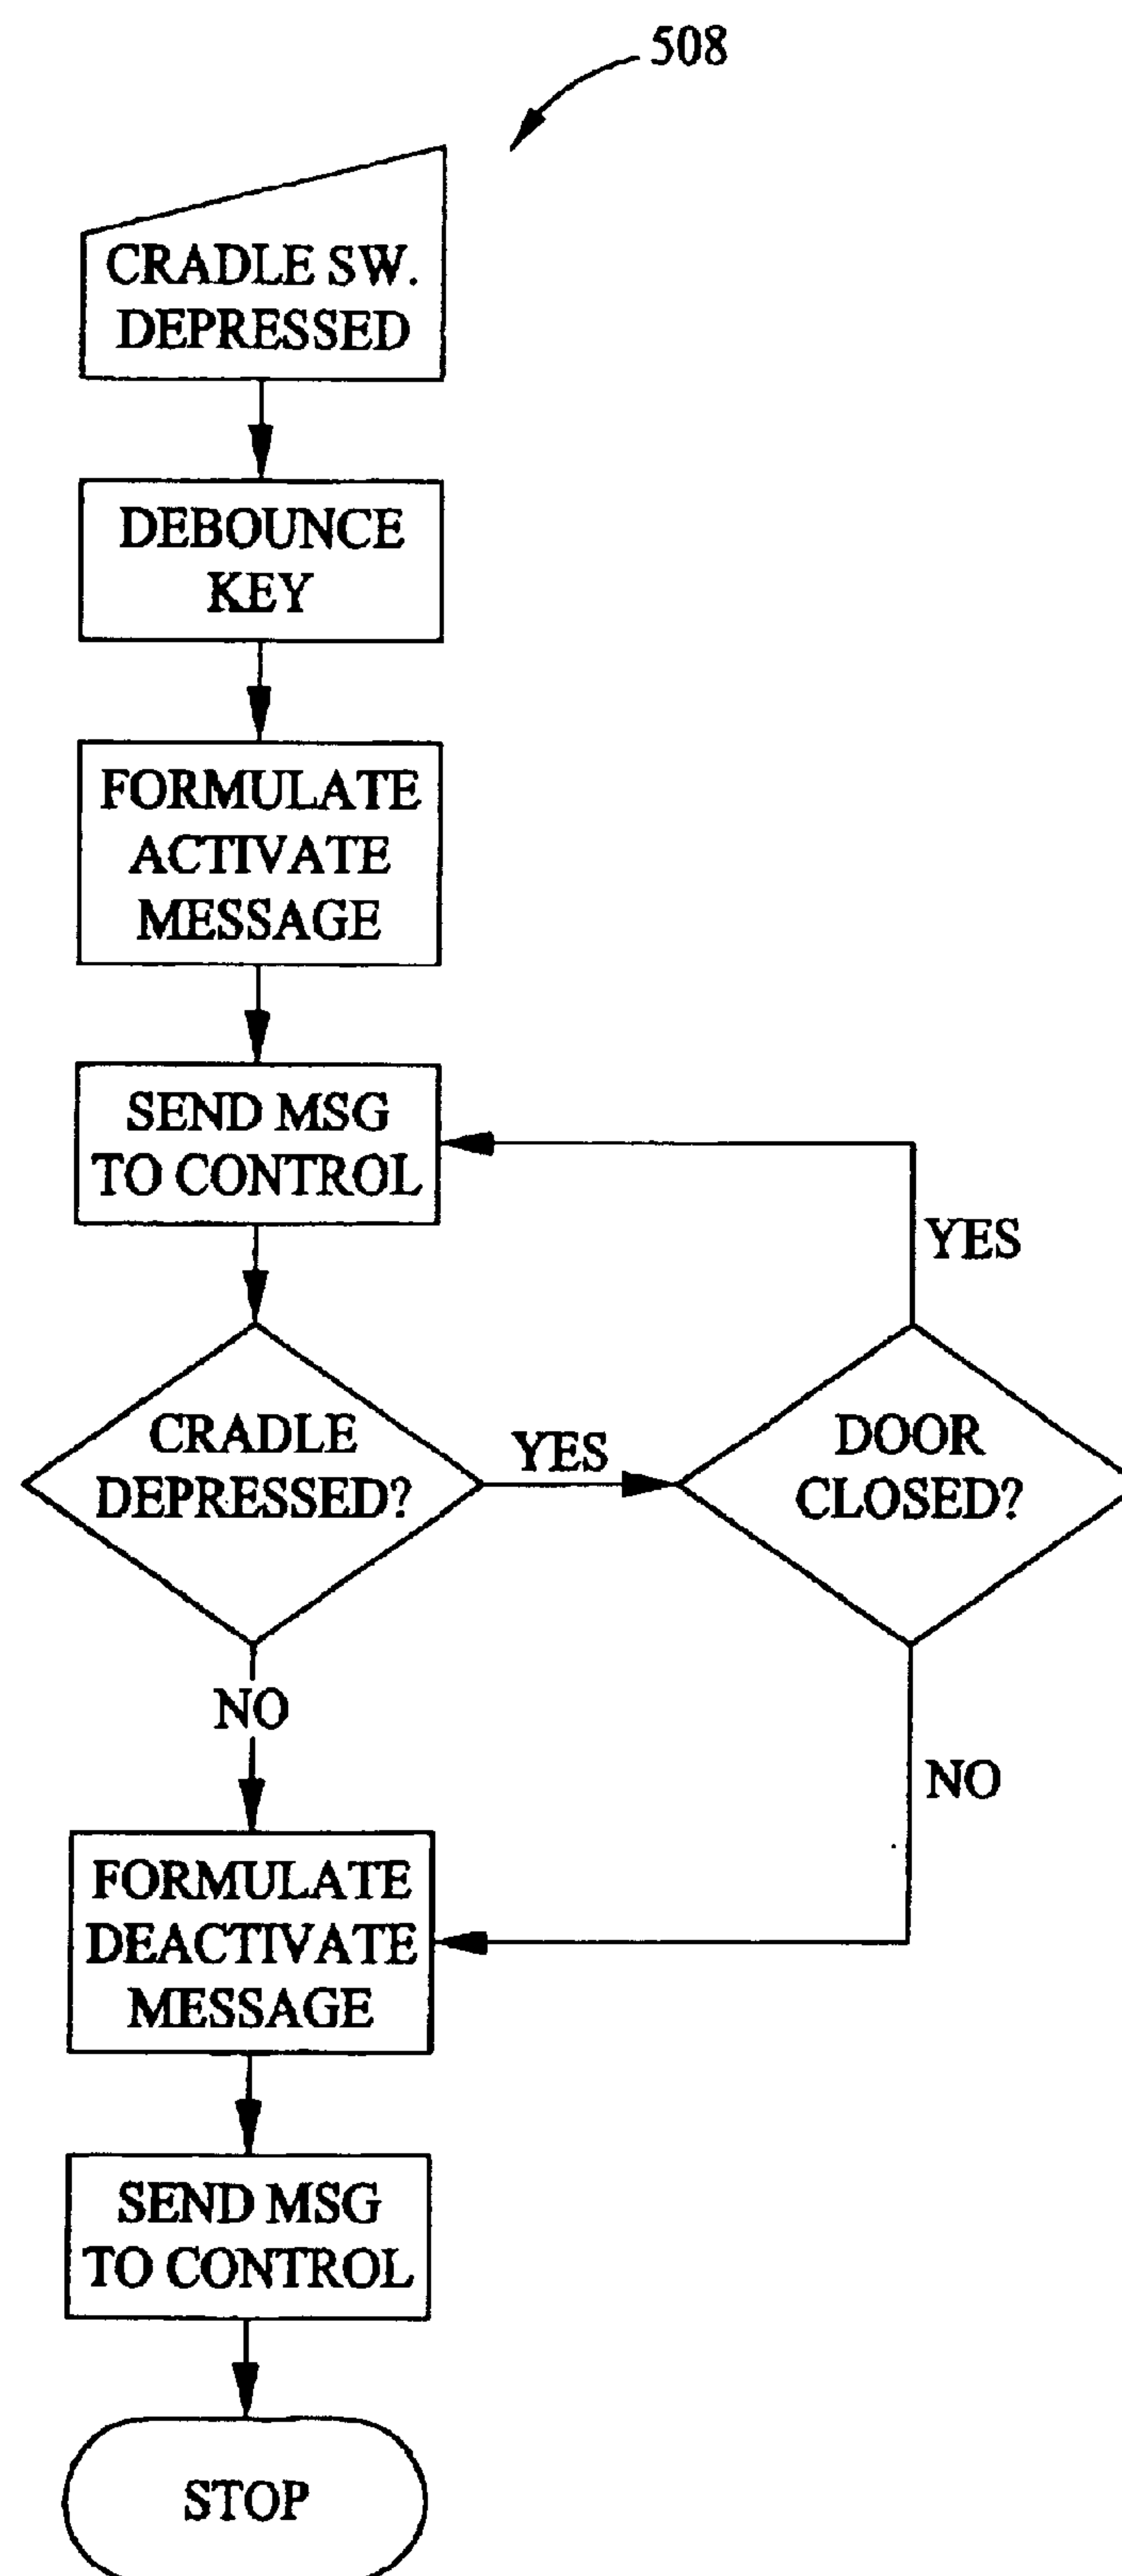 508
CRADLE SW.
DEPRESSED
DEBOUNCE
KEY
FORMULATE
ACTIVATE
MESSAGE
SEND MSG
TO CONTROL
YES
CRADLE
DEPRESSED?
YES
DOOR
CLOSED?
NO
NO
FORMULATE
DEACTIVATE
MESSAGE
SEND MSG
TO CONTROL
STOP